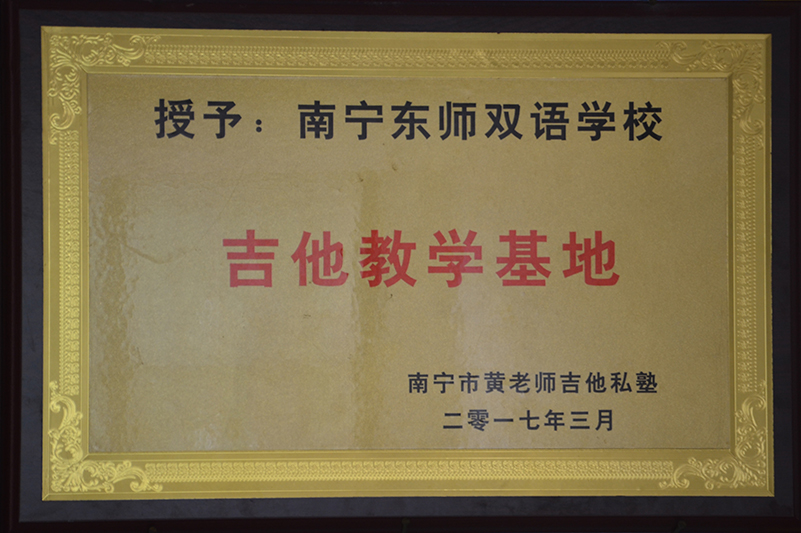 授予：南宁东师双语学校
吉他教学基地
南宁市黄老师吉他私塾
二零一七年三月